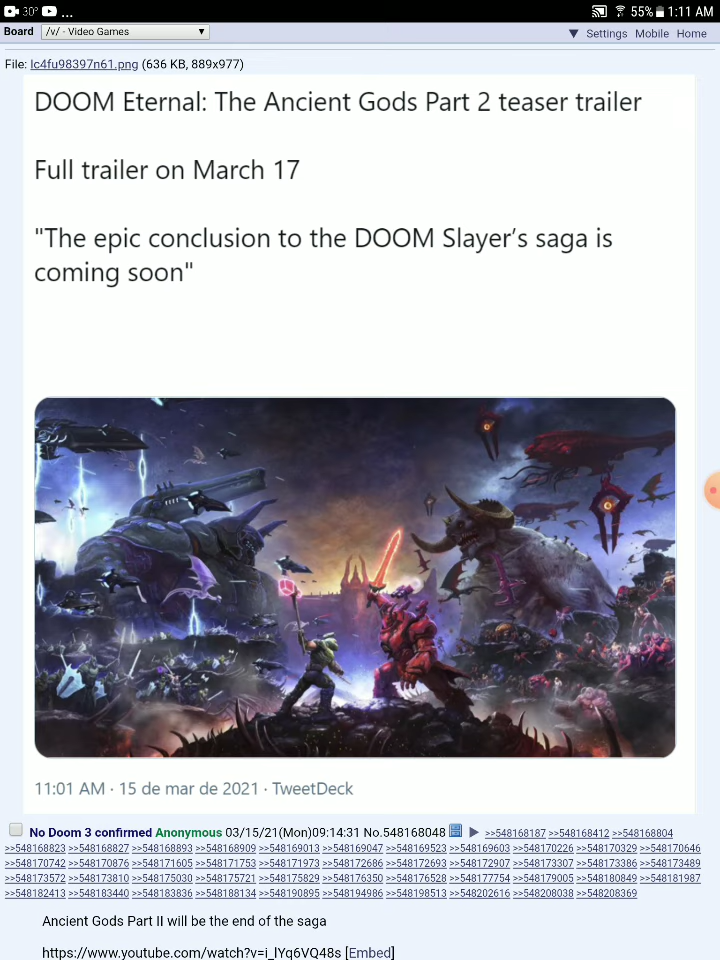 30° ...
55% 1:11 AM
Board /v/ - Video Games ▼ ▼ Settings Mobile Home
File: lc4fu98397n61.png (636 KB, 889x977)
DOOM Eternal: The Ancient Gods Part 2 teaser trailer
Full trailer on March 17
"The epic conclusion to the DOOM Slayer's saga is
coming soon"
11:01 AM · 15 de mar de 2021 · TweetDeck
No Doom 3 confirmed Anonymous 03/15/21(Mon)09:14:31 No.548168048 ▶ >>548168187 >>548168412 >>548168804
>>548168823 >>548168827 >>548168893 >>548168909 >>548169013 >>548169047 >>548169523 >>548169603 >>548170226 >>548170329 >>548170646
>>548170742 >>548170876 >>548171605 >>548171753 >>548171973 >>548172686 >>548172693 >>548172907 >>548173307 >>548173386 >>548173489
>>548173572 >>548173810 >>548175030 >>548175721 >>548175829 >>548176350 >>548176528 >>548177754 >>548179005 >>548180849 >>548181987
>>548182413 >>548183440 >>548183836 >>548188134 >>548190895 >>548194986 >>548198513 >>548202616 >>548208038 >>548208369
Ancient Gods Part II will be the end of the saga
https://www.youtube.com/watch?v=i_lYq6VQ48s [Embed]